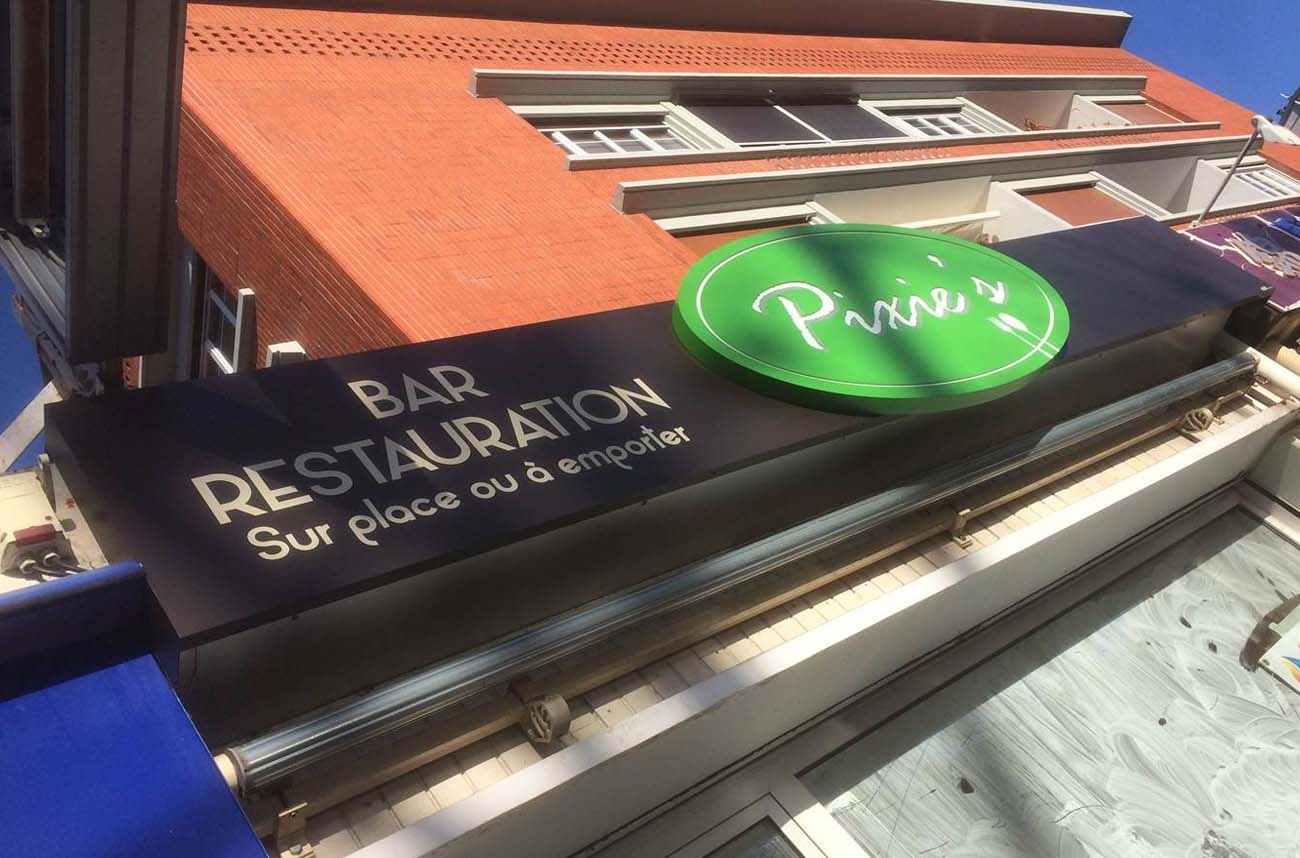 BAR
RESTAURATION
Sur place ou à emporter
Pixie's